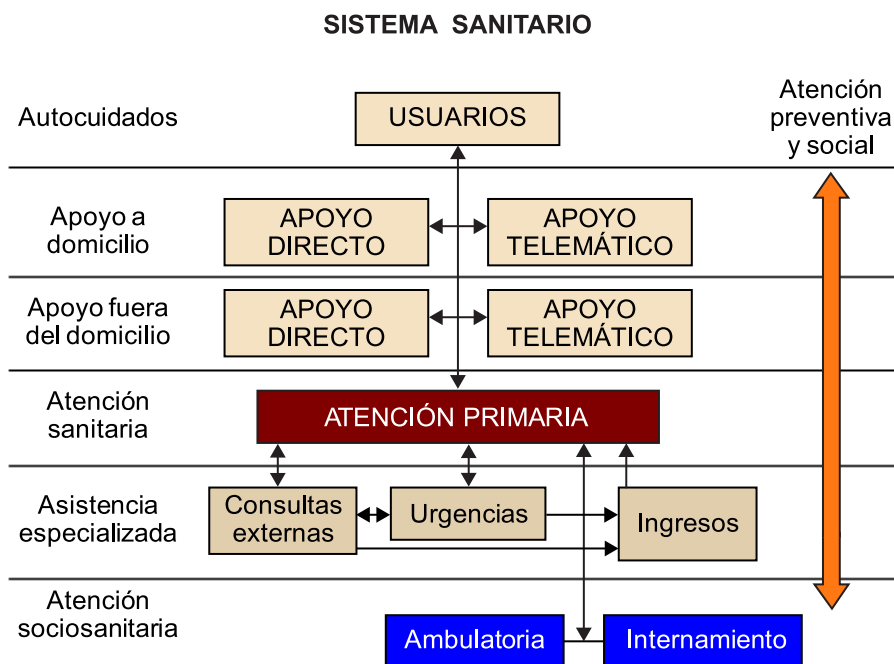 SISTEMA SANITARIO
Autocuidados
USUARIOS
Atención
preventiva
y social
Apoyo a
domicilio
APOYO
DIRECTO
APOYO
TELEMÁTICO
Apoyo fuera
del domicilio
APOYO
DIRECTO
APOYO
TELEMÁTICO
Atención
sanitaria
ATENCIÓN PRIMARIA
Asistencia
especializada
Consultas
externas
Urgencias
Ingresos
Atención
sociosanitaria
Ambulatoria
Internamiento